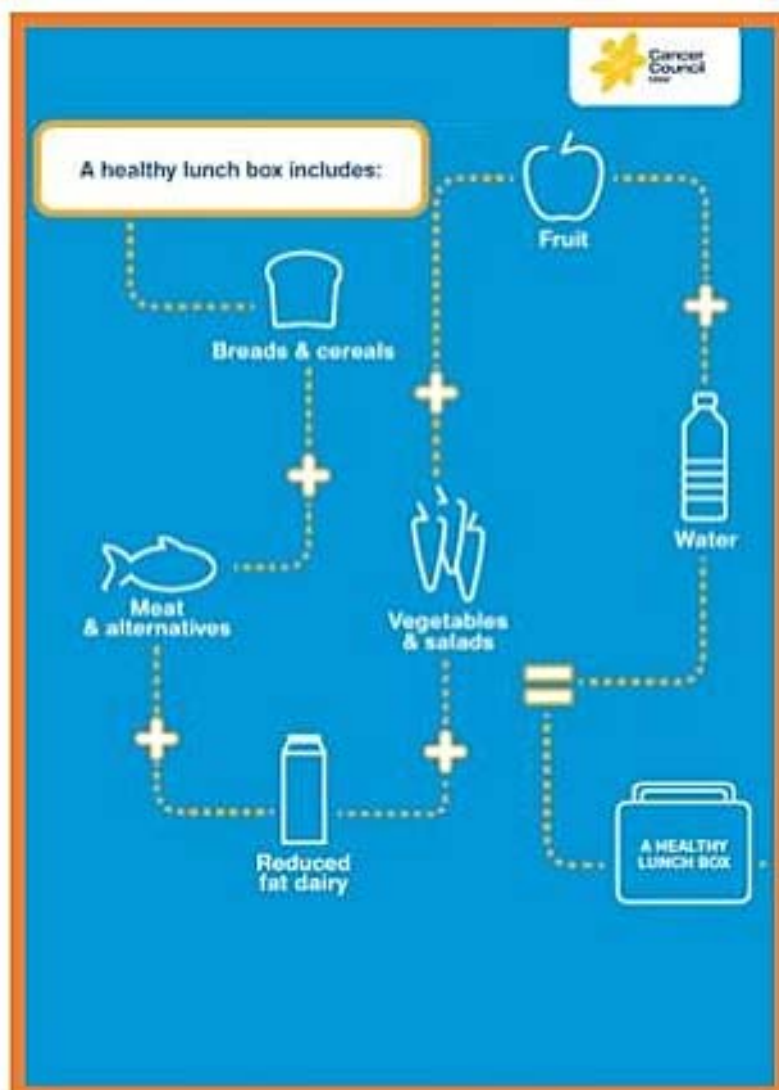 Cancer
Council
A healthy lunch box includes:
Fruit
Breads & cereals
Water
Meat
& alternatives
Vegetables
& salads
Reduced
fat dairy
A HEALTHY
LUNCH BOX